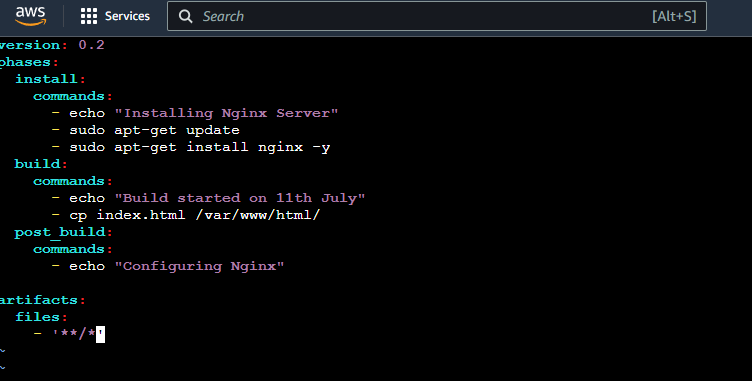 aws Services Search [Alt+S]
version: 0.2
phases:
  install:
    commands:
      - echo "Installing Nginx Server"
      - sudo apt-get update
      - sudo apt-get install nginx -y
  build:
    commands:
      - echo "Build started on 11th July"
      - cp index.html /var/www/html/
  post_build:
    commands:
      - echo "Configuring Nginx"
artifacts:
  files:
    - '**/*'
~
~